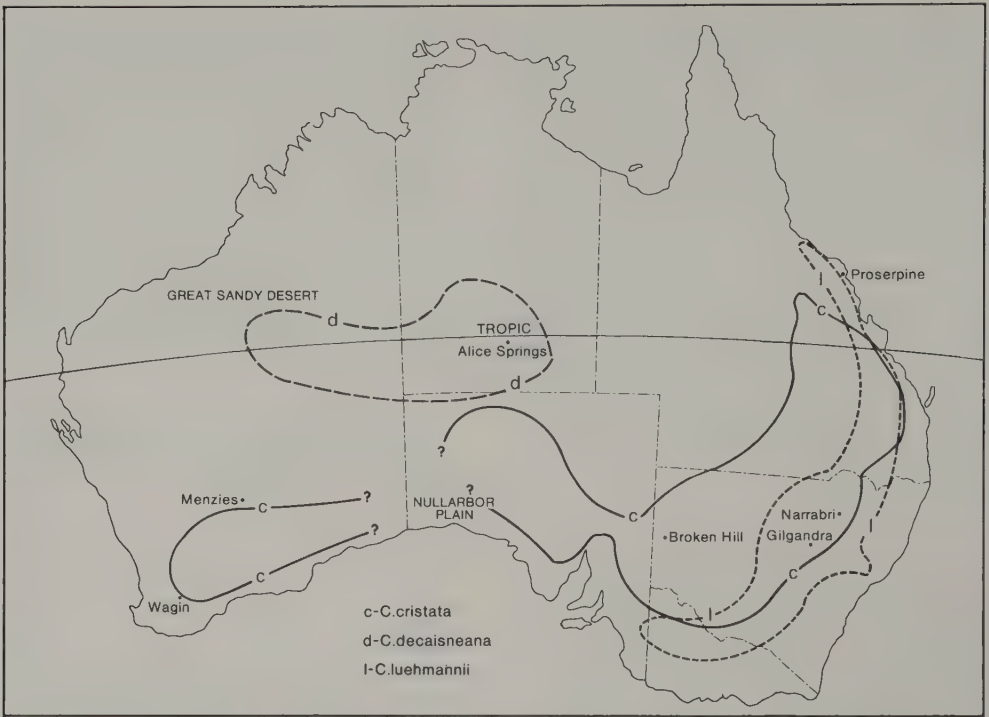 l
Proserpine
GREAT SANDY DESERT
c
d
TROPIC
Alice Springs
d
?
?
Menzies
c
?
NULLARBOR
PLAIN
c
Narrabri
?
Broken Hill
Gilgandra
l
c
c
Wagin
c-C.cristata
l
d-C.decaisneana
l-C.luehmannii